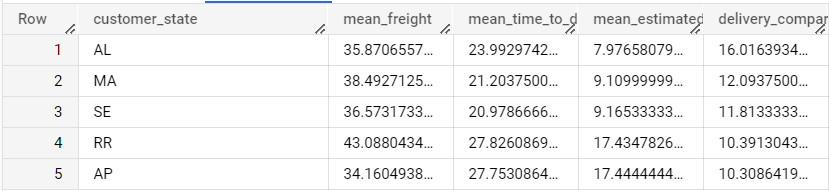 Row customer_state mean_freight mean_time_to_d mean_estimated delivery_compar
1 AL 35.8706557... 23.9929742... 7.97658079... 16.0163934...
2 MA 38.4927125... 21.2037500... 9.10999999... 12.0937500...
3 SE 36.5731733... 20.9786666... 9.16533333... 11.8133333...
4 RR 43.0880434... 27.8260869... 17.4347826... 10.3913043...
5 AP 34.1604938... 27.7530864... 17.4444444... 10.3086419...